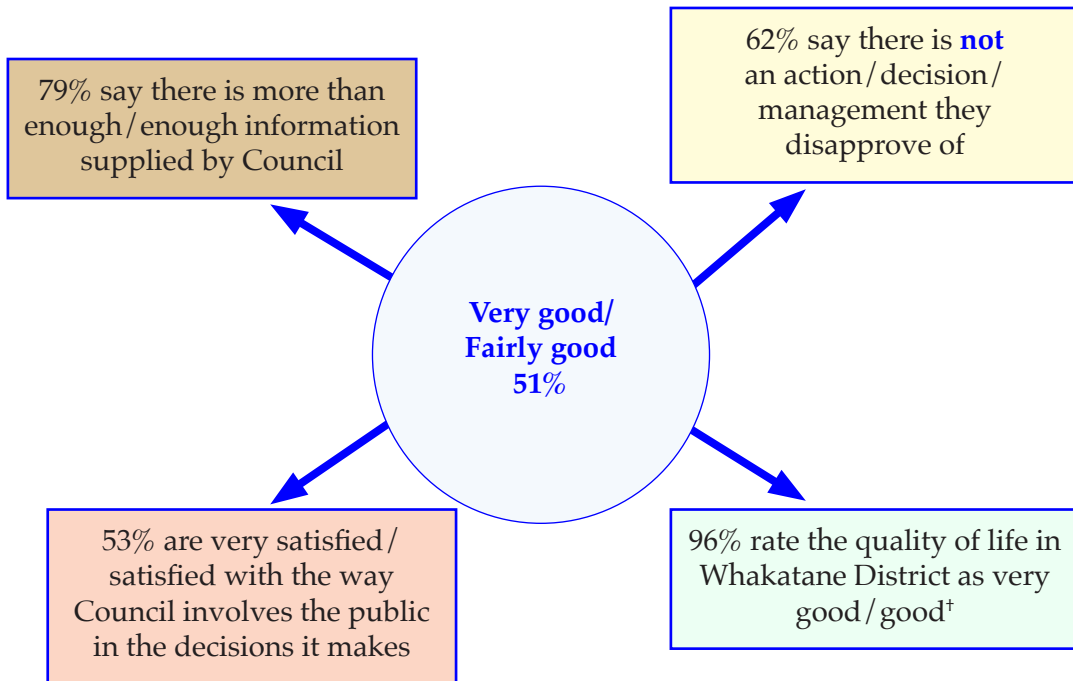 79% say there is more than
enough/enough information
supplied by Council
62% say there is not
an action/decision/
management they
disapprove of
Very good/
Fairly good
51%
53% are very satisfied/
satisfied with the way
Council involves the public
in the decisions it makes
96% rate the quality of life in
Whakatane District as very
good/good†